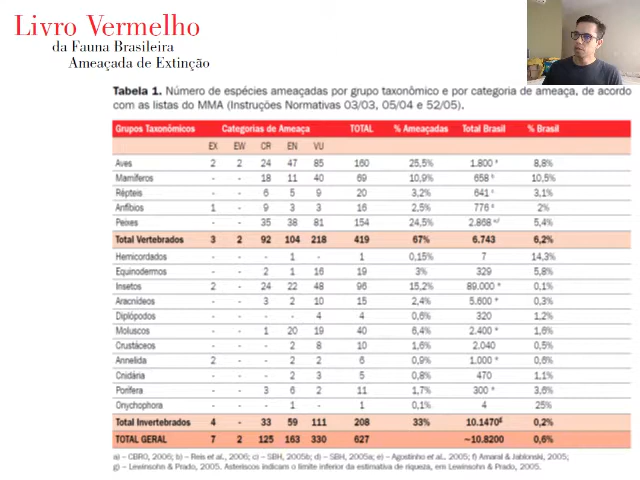 Livro Vermelho
da Fauna Brasileira
Ameaçada de Extinção
Tabela 1. Número de espécies ameaçadas por grupo taxonômico e por categoria de ameaça, de acordo
com as listas do MMA (Instruções Normativas 03/03, 05/04 e 52/05).
Grupos Taxonômicos Categorias de Ameaça TOTAL % Ameaçadas Total Brasil % Brasil
EX EW CR EN VU
Aves 2 2 24 47 85 160 25,5% 1.800 a 8,8%
Mamíferos - - 18 11 40 69 10,9% 658 b 10,5%
Répteis - - 6 5 9 20 3,2% 641 c 3,1%
Anfíbios 1 - 9 3 3 16 2,5% 776 d 2%
Peixes - - 35 38 81 154 24,5% 2.868 e/f 5,4%
Total Vertebrados 3 2 92 104 218 419 67% 6.743 6,2%
Hemicordados - - - 1 - 1 0,15% 7 14,3%
Equinodermos - - 2 1 16 19 3% 329 5,8%
Insetos 2 - 24 22 48 96 15,2% 89.000 * 0,1%
Aracnídeos - - 3 2 10 15 2,4% 5.600 * 0,3%
Diplópodos - - - - 4 4 0,6% 320 1,2%
Moluscos - - 1 20 19 40 6,4% 2.400 * 1,6%
Crustáceos - - - 2 8 10 1,6% 2.040 0,5%
Annelida 2 - - 2 2 6 0,9% 1.000 * 0,6%
Cnidária - - - 2 3 5 0,8% 470 1,1%
Porífera - - 3 6 2 11 1,7% 300 * 3,6%
Onychophora - - - 1 - 1 0,1% 4 25%
Total Invertebrados 4 - 33 59 111 208 33% 10.1470g 0,2%
TOTAL GERAL 7 2 125 163 330 627 ~10.8200 0,6%
a) – CBRO, 2006; b) – Reis et al., 2006; c) – SBH, 2005b; d) – SBH, 2005a; e) – Agostinho et al. 2005; f) Amaral & Jablonski, 2005;
g) – Lewinsohn & Prado, 2005. Asteriscos indicam o limite inferior da estimativa de riqueza, em Lewinsohn & Prado, 2005.